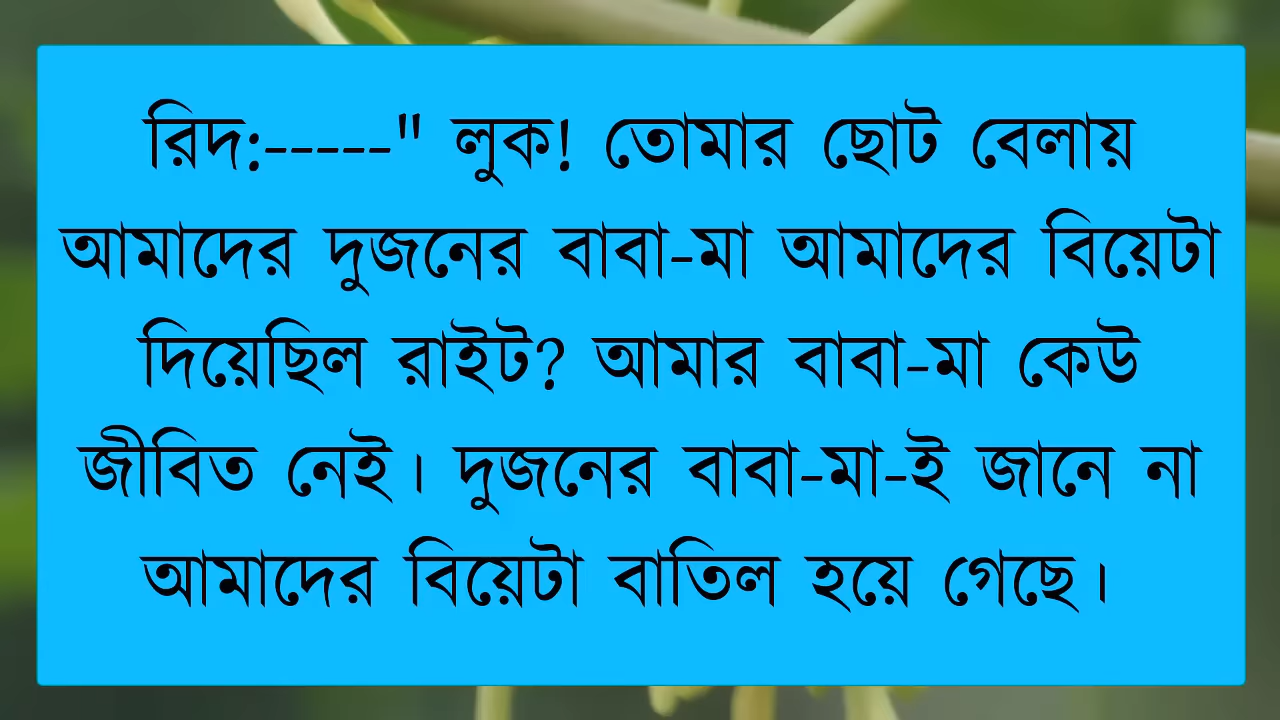 রিদ:-----" লুক! তোমার ছোট বেলায়
আমাদের দুজনের বাবা-মা আমাদের বিয়েটা
দিয়েছিল রাইট? আমার বাবা-মা কেউ
জীবিত নেই। দুজনের বাবা-মা-ই জানে না
আমাদের বিয়েটা বাতিল হয়ে গেছে।